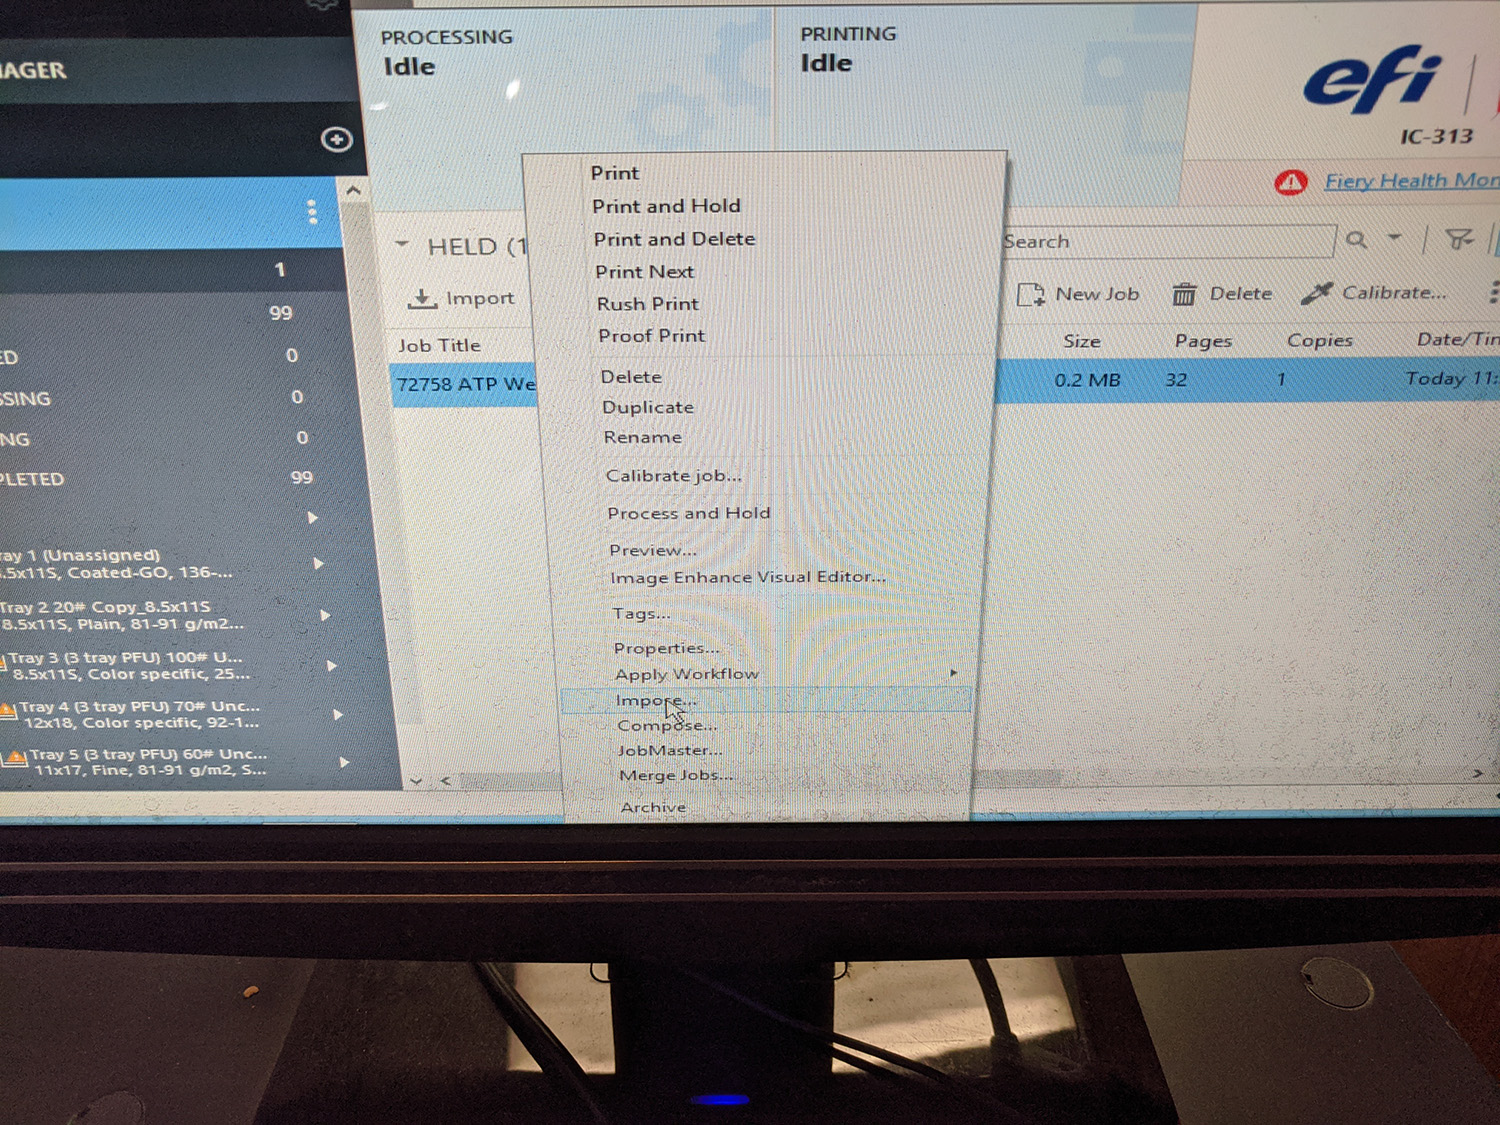 AGER
PROCESSING
Idle
PRINTING
Idle
efi
IC-313
Fiery Health Mon
HELD (1
Search
Import
New Job
Delete
Calibrate...
Job Title
Size
Pages
Copies
Date/Tim
72758 ATP We
0.2 MB
32
1
Today 11:
Print
Print and Hold
Print and Delete
Print Next
Rush Print
Proof Print
Delete
Duplicate
Rename
Calibrate job...
Process and Hold
Preview...
Image Enhance Visual Editor...
Tags...
Properties...
Apply Workflow
Impose...
Compose...
JobMaster...
Merge Jobs...
Archive
1
99
ED
0
SSING
0
NG
0
PLETED
99
ray 1 (Unassigned)
.5x11S, Coated-GO, 136-...
Tray 2 20# Copy_8.5x11S
8.5x11S, Plain, 81-91 g/m2...
Tray 3 (3 tray PFU) 100# U...
8.5x11S, Color specific, 25...
Tray 4 (3 tray PFU) 70# Unc...
12x18, Color specific, 92-1...
Tray 5 (3 tray PFU) 60# Unc...
11x17, Fine, 81-91 g/m2, S...